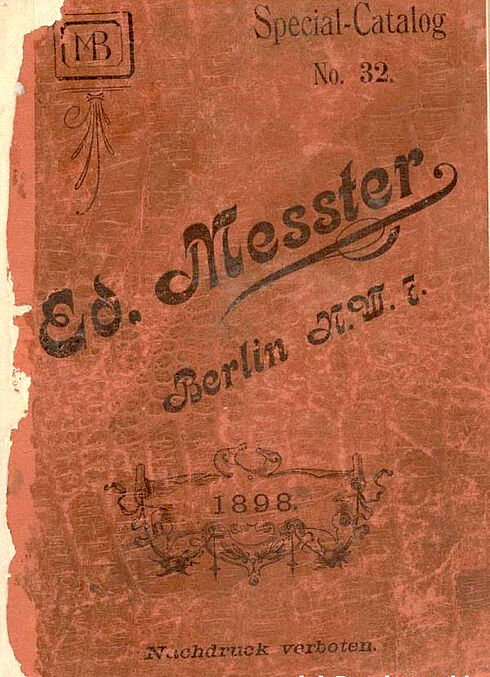 MB
Special-Catalog
No. 32.
Ed. Messter
Berlin N.W. 7.
1898.
Nachdruck verboten.